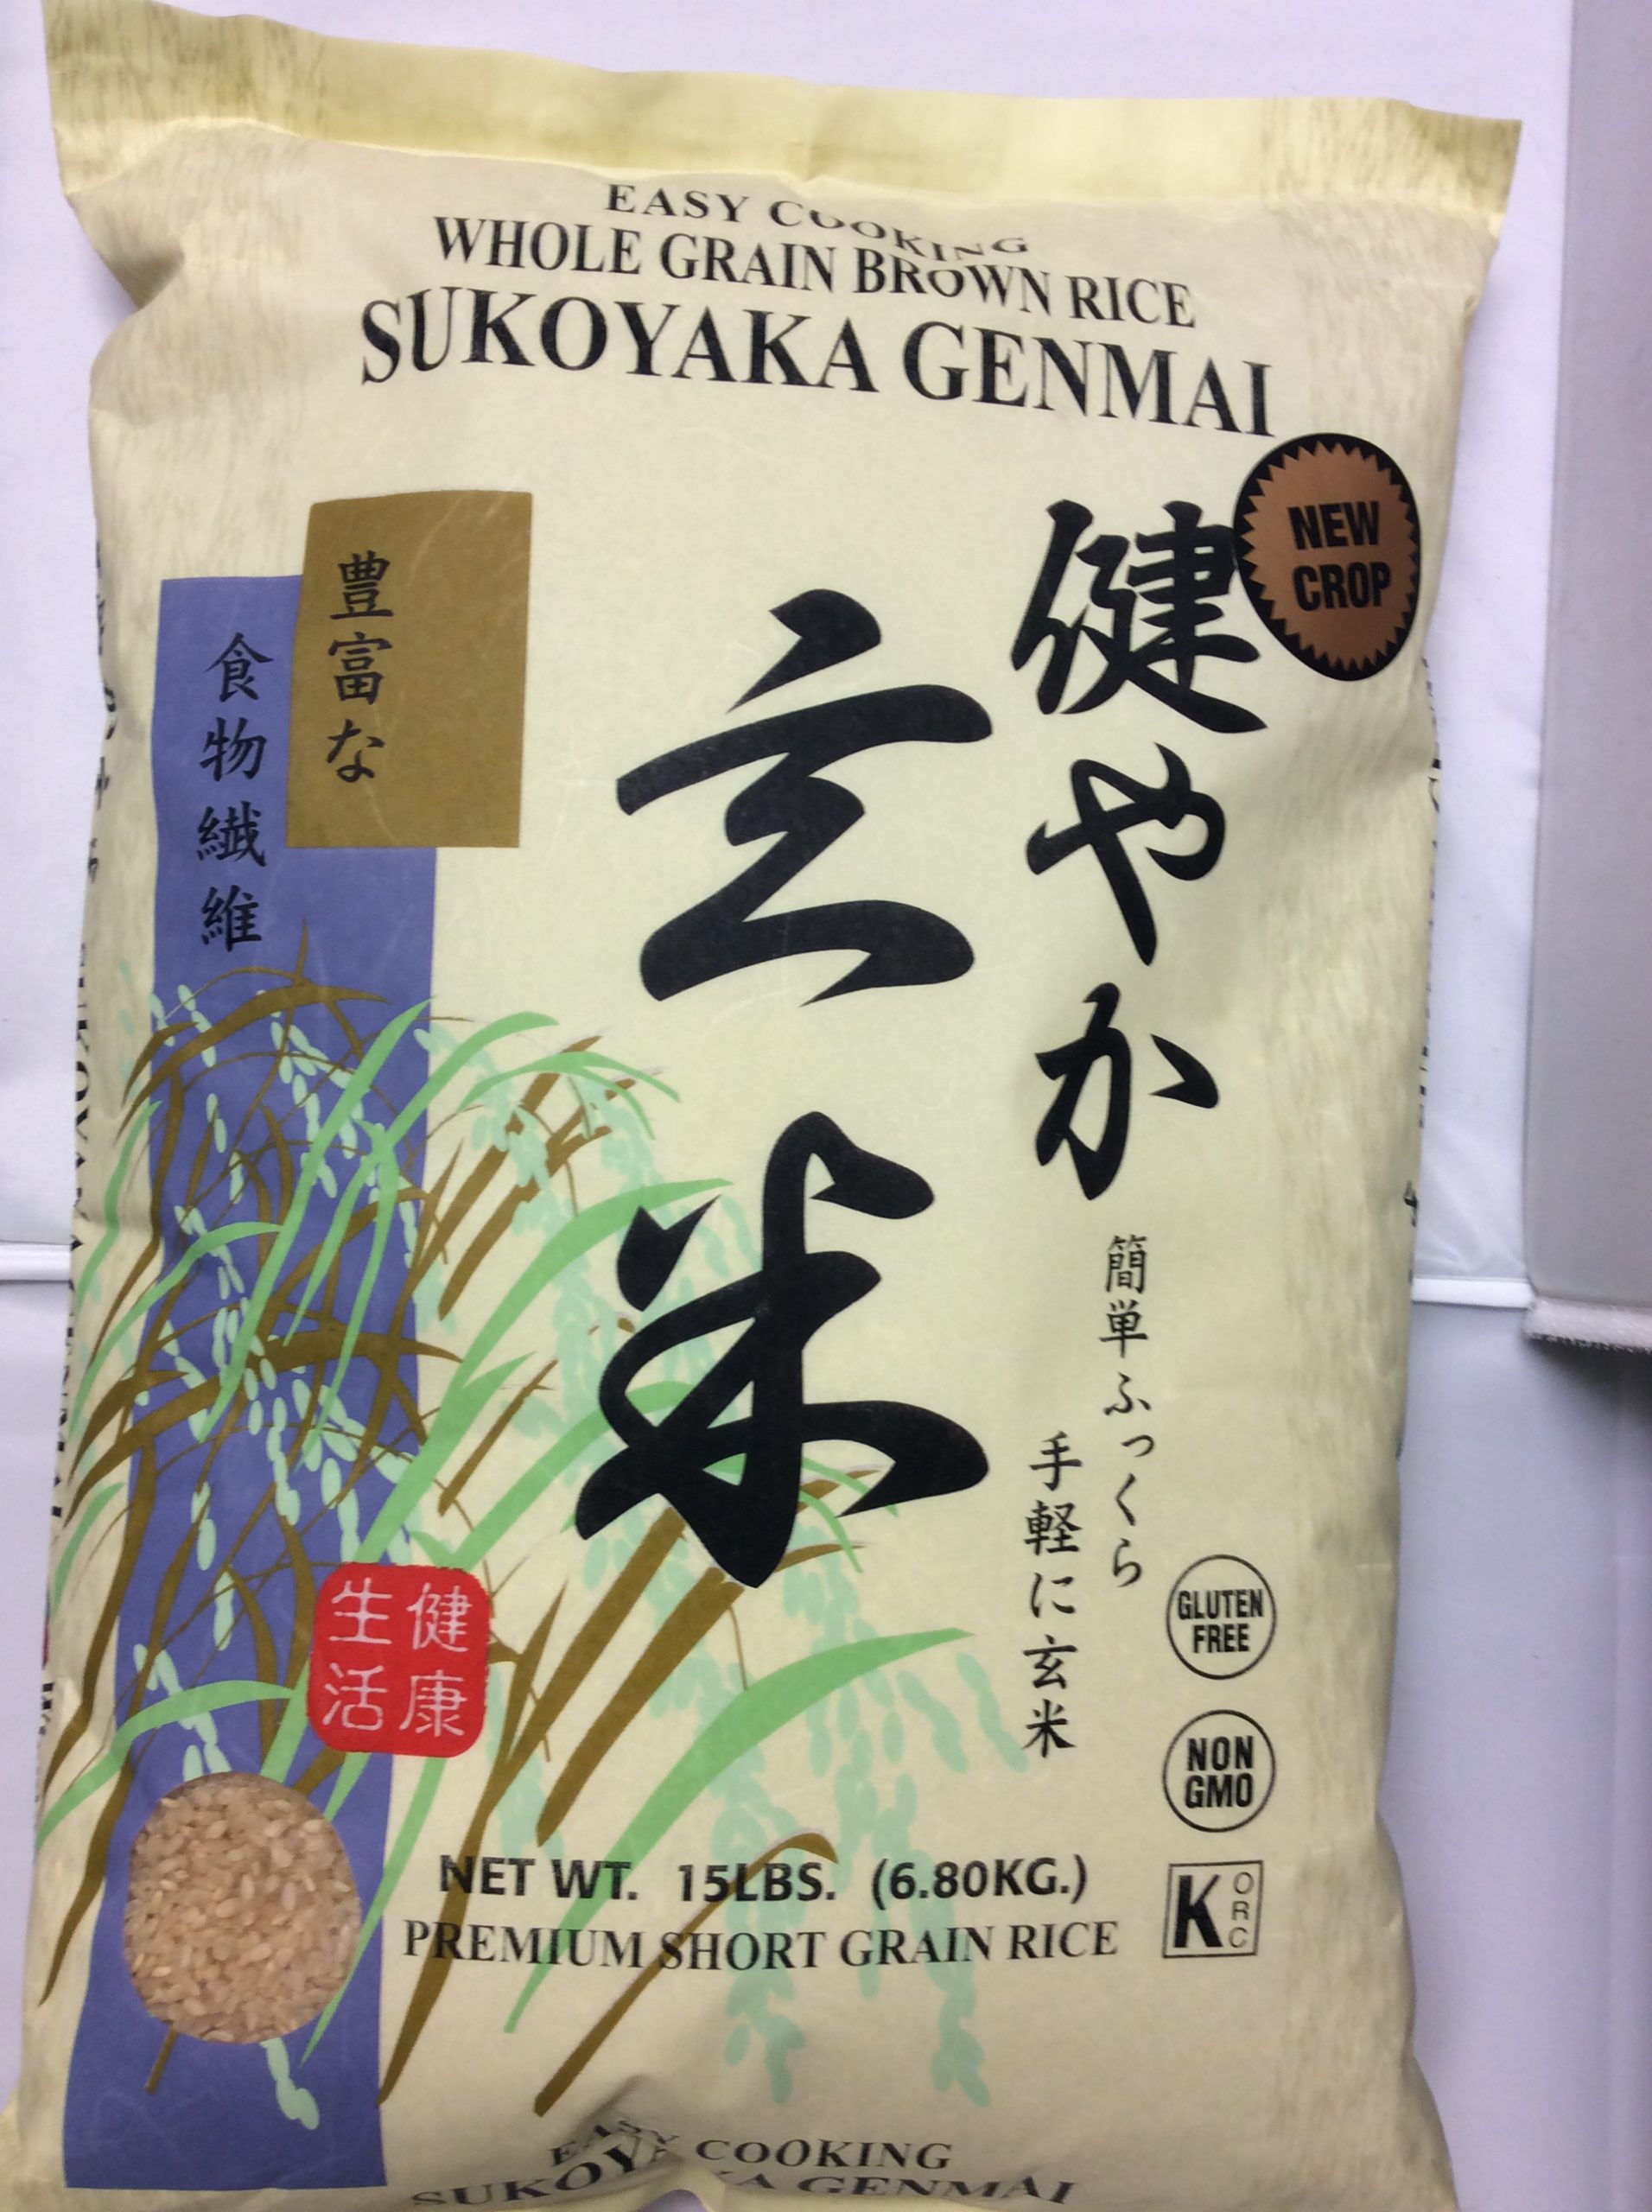 EASY COOKING
WHOLE GRAIN BROWN RICE
SUKOYAKA GENMAI
NEW
CROP
健やか
玄米
豊富な
食物繊維
簡単ふっくら
手軽に玄米
健康
生活
GLUTEN
FREE
NON
GMO
NET WT. 15LBS. (6.80KG.)
PREMIUM SHORT GRAIN RICE
K
ORC
EASY COOKING
SUKOYAKA GENMAI